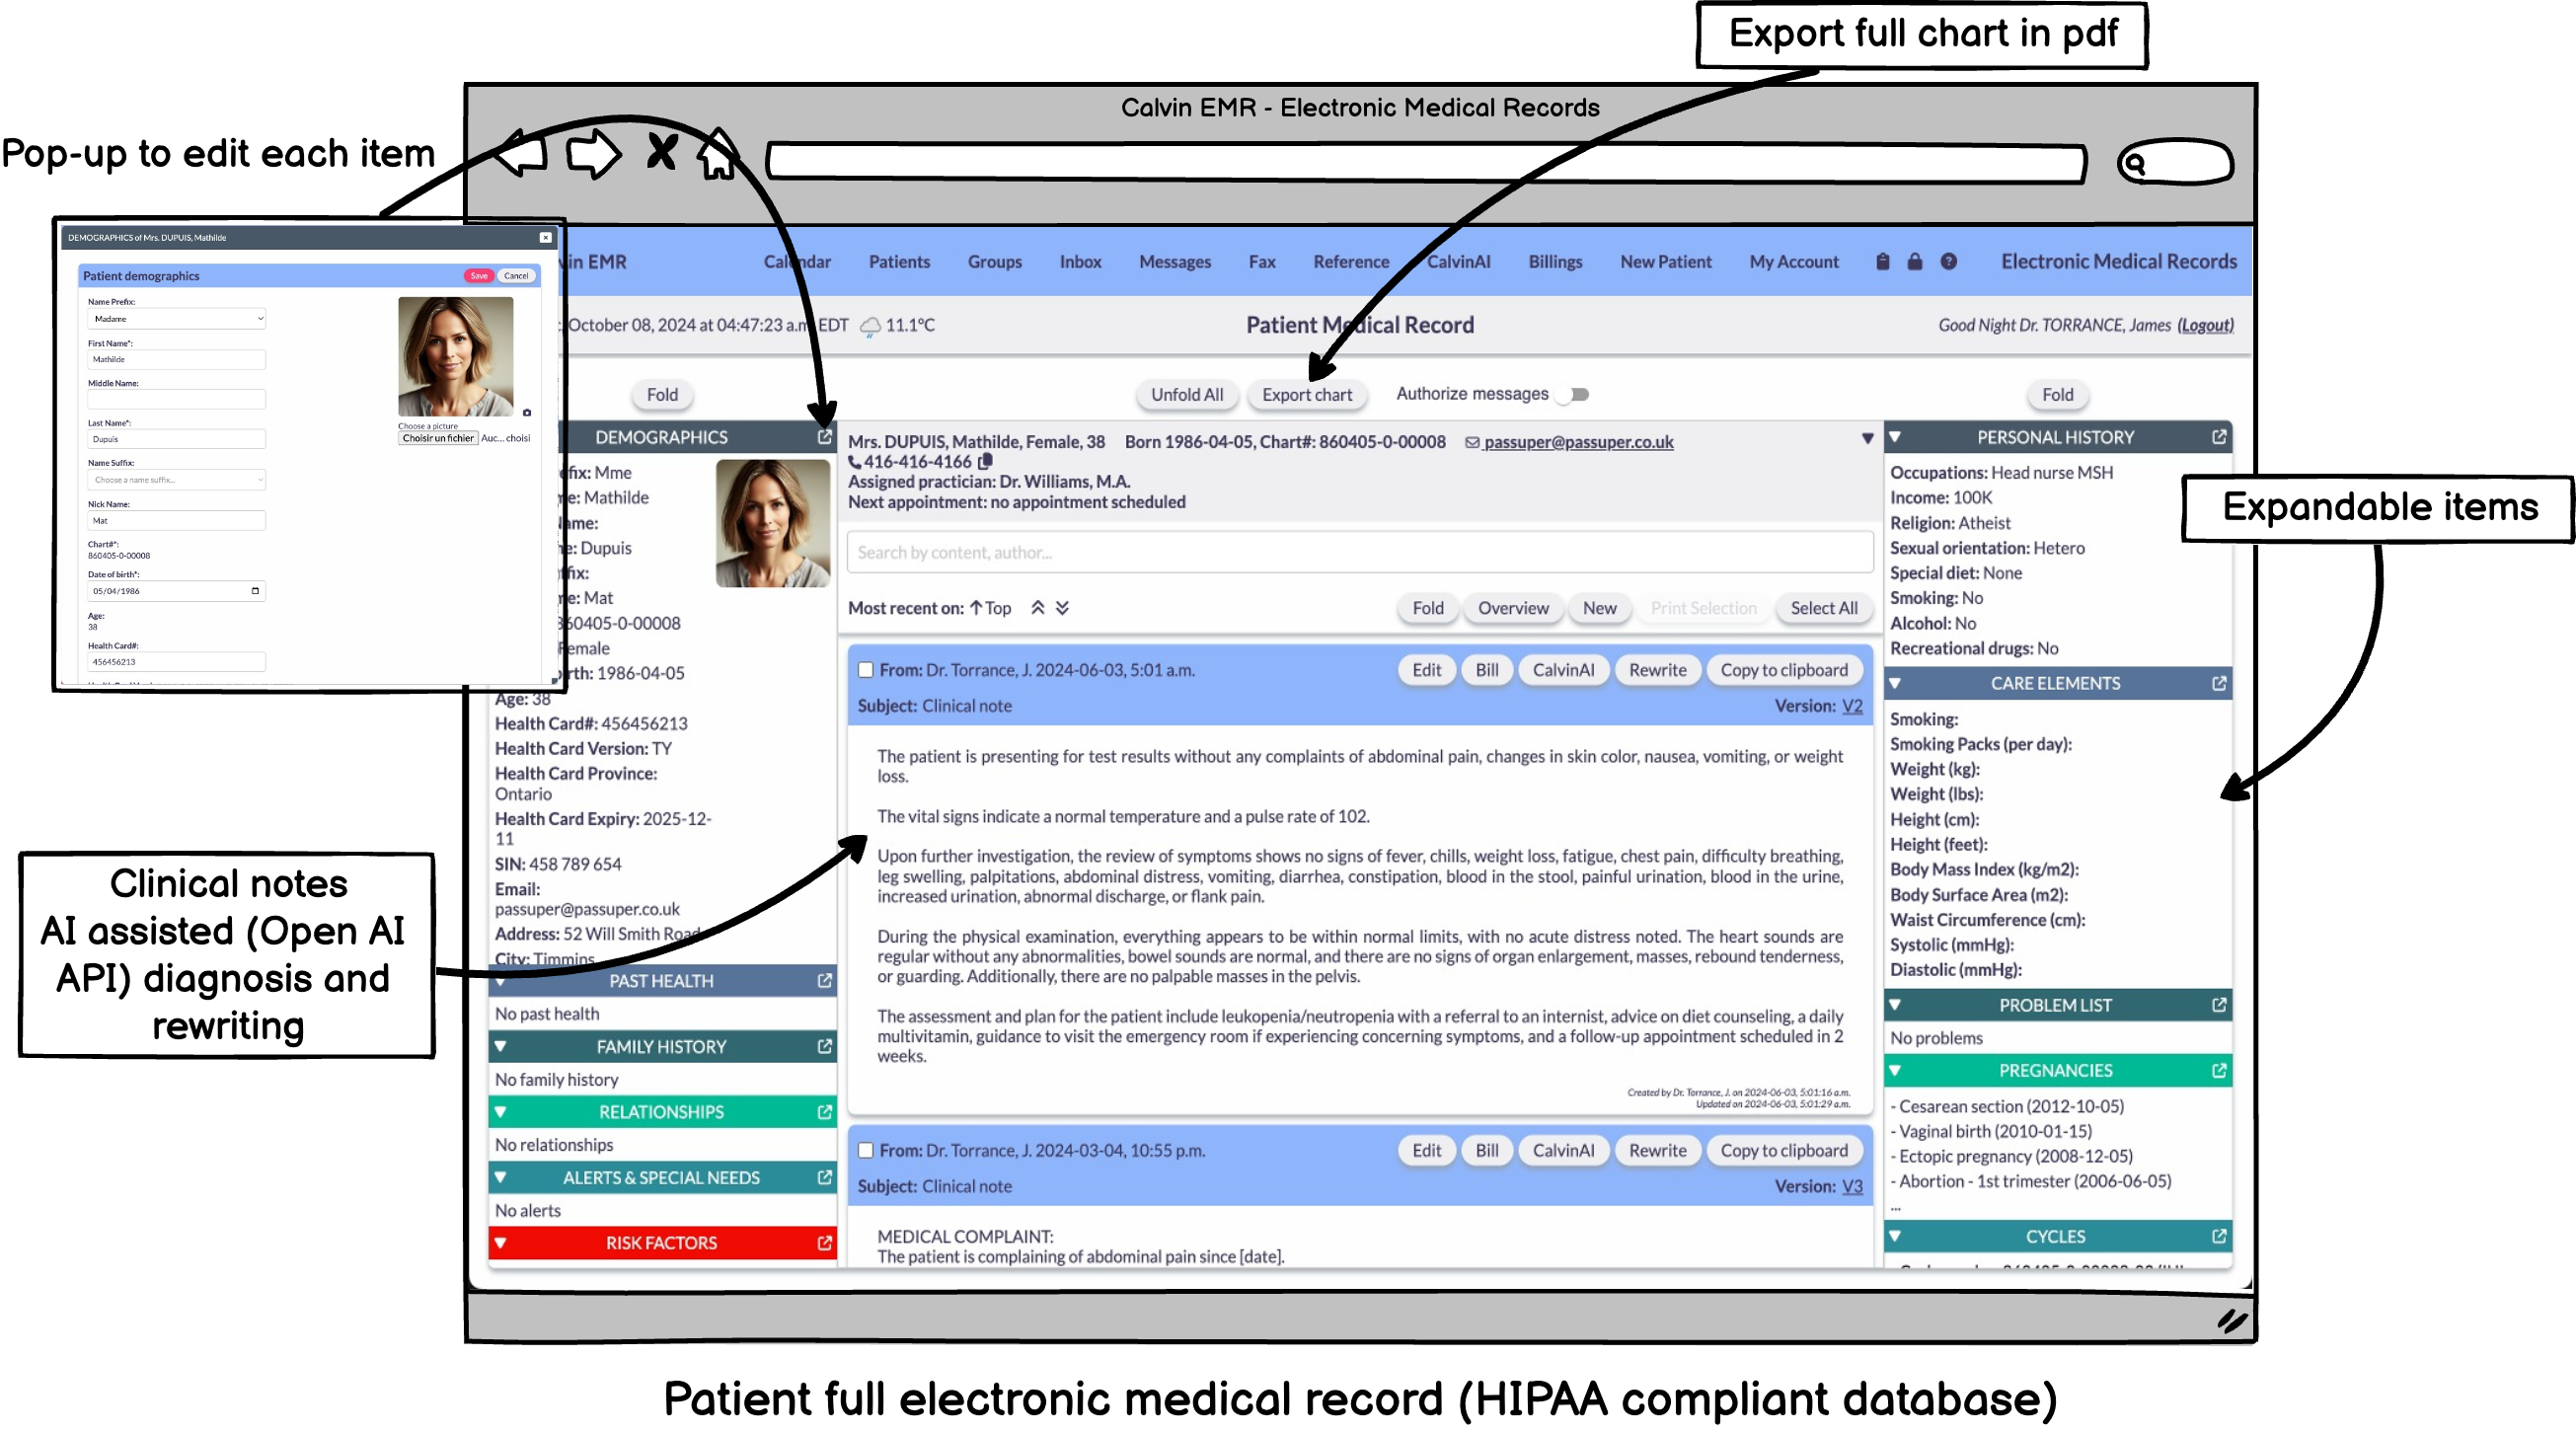 Export full chart in pdf
Calvin EMR - Electronic Medical Records
Pop-up to edit each item
DEMOGRAPHICS of Mrs. DUPUIS, Mathilde
Patient demographics
Save
Cancel
Name Prefix:
Madame
First Name*:
Mathilde
Middle Name:
Last Name*:
Dupuis
Name Suffix:
Choose a name suffix...
Nick Name:
Mat
Chart#*:
860405-0-00008
Date of birth*:
05/04/1986
Age:
38
Health Card#:
456456213
Choose a picture
Choisir un fichier Auc... choisi
vin EMR
Calendar
Patients
Groups
Inbox
Messages
Fax
Reference
CalvinAI
Billings
New Patient
My Account
Electronic Medical Records
October 08, 2024 at 04:47:23 a.m. EDT
11.1°C
Patient Medical Record
Good Night Dr. TORRANCE, James (Logout)
Fold
Unfold All
Export chart
Authorize messages
Fold
DEMOGRAPHICS
efix: Mme
e: Mathilde
ame:
e: Dupuis
fix:
e: Mat
860405-0-00008
Female
rth: 1986-04-05
Age: 38
Health Card#: 456456213
Health Card Version: TY
Health Card Province:
Ontario
Health Card Expiry: 2025-12-
11
SIN: 458 789 654
Email:
passuper@passuper.co.uk
Address: 52 Will Smith Road
City: Timmins
PAST HEALTH
No past health
FAMILY HISTORY
No family history
RELATIONSHIPS
No relationships
ALERTS & SPECIAL NEEDS
No alerts
RISK FACTORS
Mrs. DUPUIS, Mathilde, Female, 38 Born 1986-04-05, Chart#: 860405-0-00008 passuper@passuper.co.uk
416-416-4166
Assigned practician: Dr. Williams, M.A.
Next appointment: no appointment scheduled
Search by content, author...
Most recent on: Top
Fold
Overview
New
Print Selection
Select All
From: Dr. Torrance, J. 2024-06-03, 5:01 a.m.
Edit
Bill
CalvinAI
Rewrite
Copy to clipboard
Subject: Clinical note
Version: V2
The patient is presenting for test results without any complaints of abdominal pain, changes in skin color, nausea, vomiting, or weight
loss.
The vital signs indicate a normal temperature and a pulse rate of 102.
Upon further investigation, the review of symptoms shows no signs of fever, chills, weight loss, fatigue, chest pain, difficulty breathing,
leg swelling, palpitations, abdominal distress, vomiting, diarrhea, constipation, blood in the stool, painful urination, blood in the urine,
increased urination, abnormal discharge, or flank pain.
During the physical examination, everything appears to be within normal limits, with no acute distress noted. The heart sounds are
regular without any abnormalities, bowel sounds are normal, and there are no signs of organ enlargement, masses, rebound tenderness,
or guarding. Additionally, there are no palpable masses in the pelvis.
The assessment and plan for the patient include leukopenia/neutropenia with a referral to an internist, advice on diet counseling, a daily
multivitamin, guidance to visit the emergency room if experiencing concerning symptoms, and a follow-up appointment scheduled in 2
weeks.
Created by Dr. Torrance, J. on 2024-06-03, 5:01:16 a.m.
Updated on 2024-06-03, 5:01:29 a.m.
From: Dr. Torrance, J. 2024-03-04, 10:55 p.m.
Edit
Bill
CalvinAI
Rewrite
Copy to clipboard
Subject: Clinical note
Version: V3
MEDICAL COMPLAINT:
The patient is complaining of abdominal pain since [date].
PERSONAL HISTORY
Occupations: Head nurse MSH
Income: 100K
Religion: Atheist
Sexual orientation: Hetero
Special diet: None
Smoking: No
Alcohol: No
Recreational drugs: No
CARE ELEMENTS
Smoking:
Smoking Packs (per day):
Weight (kg):
Weight (lbs):
Height (cm):
Height (feet):
Body Mass Index (kg/m2):
Body Surface Area (m2):
Waist Circumference (cm):
Systolic (mmHg):
Diastolic (mmHg):
PROBLEM LIST
No problems
PREGNANCIES
- Cesarean section (2012-10-05)
- Vaginal birth (2010-01-15)
- Ectopic pregnancy (2008-12-05)
- Abortion - 1st trimester (2006-06-05)
...
CYCLES
Expandable items
Clinical notes
AI assisted (Open AI
API) diagnosis and
rewriting
Patient full electronic medical record (HIPAA compliant database)